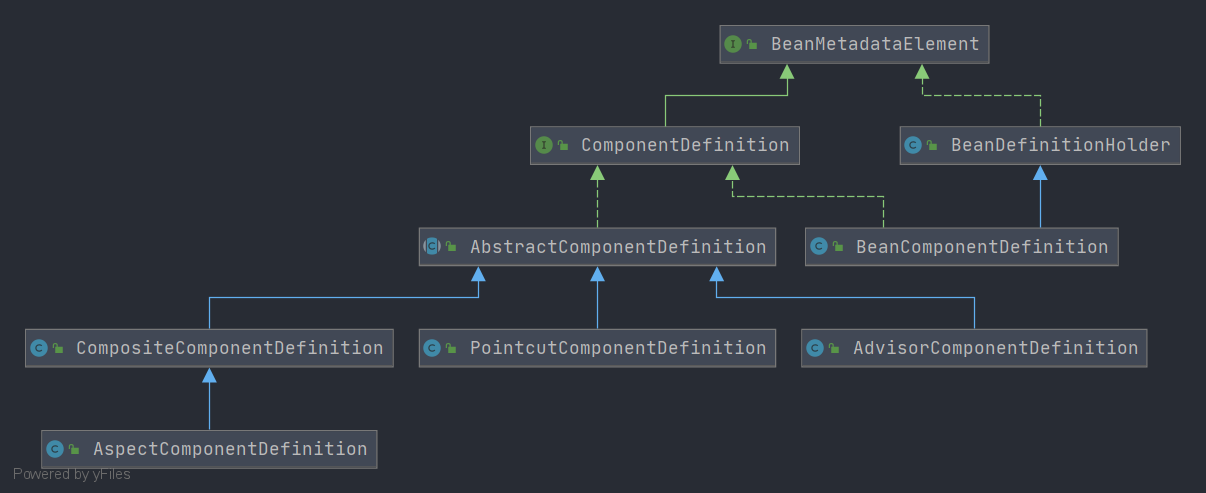 BeanMetadataElement
ComponentDefinition
BeanDefinitionHolder
AbstractComponentDefinition
BeanComponentDefinition
CompositeComponentDefinition
PointcutComponentDefinition
AdvisorComponentDefinition
AspectComponentDefinition
Powered by yFiles